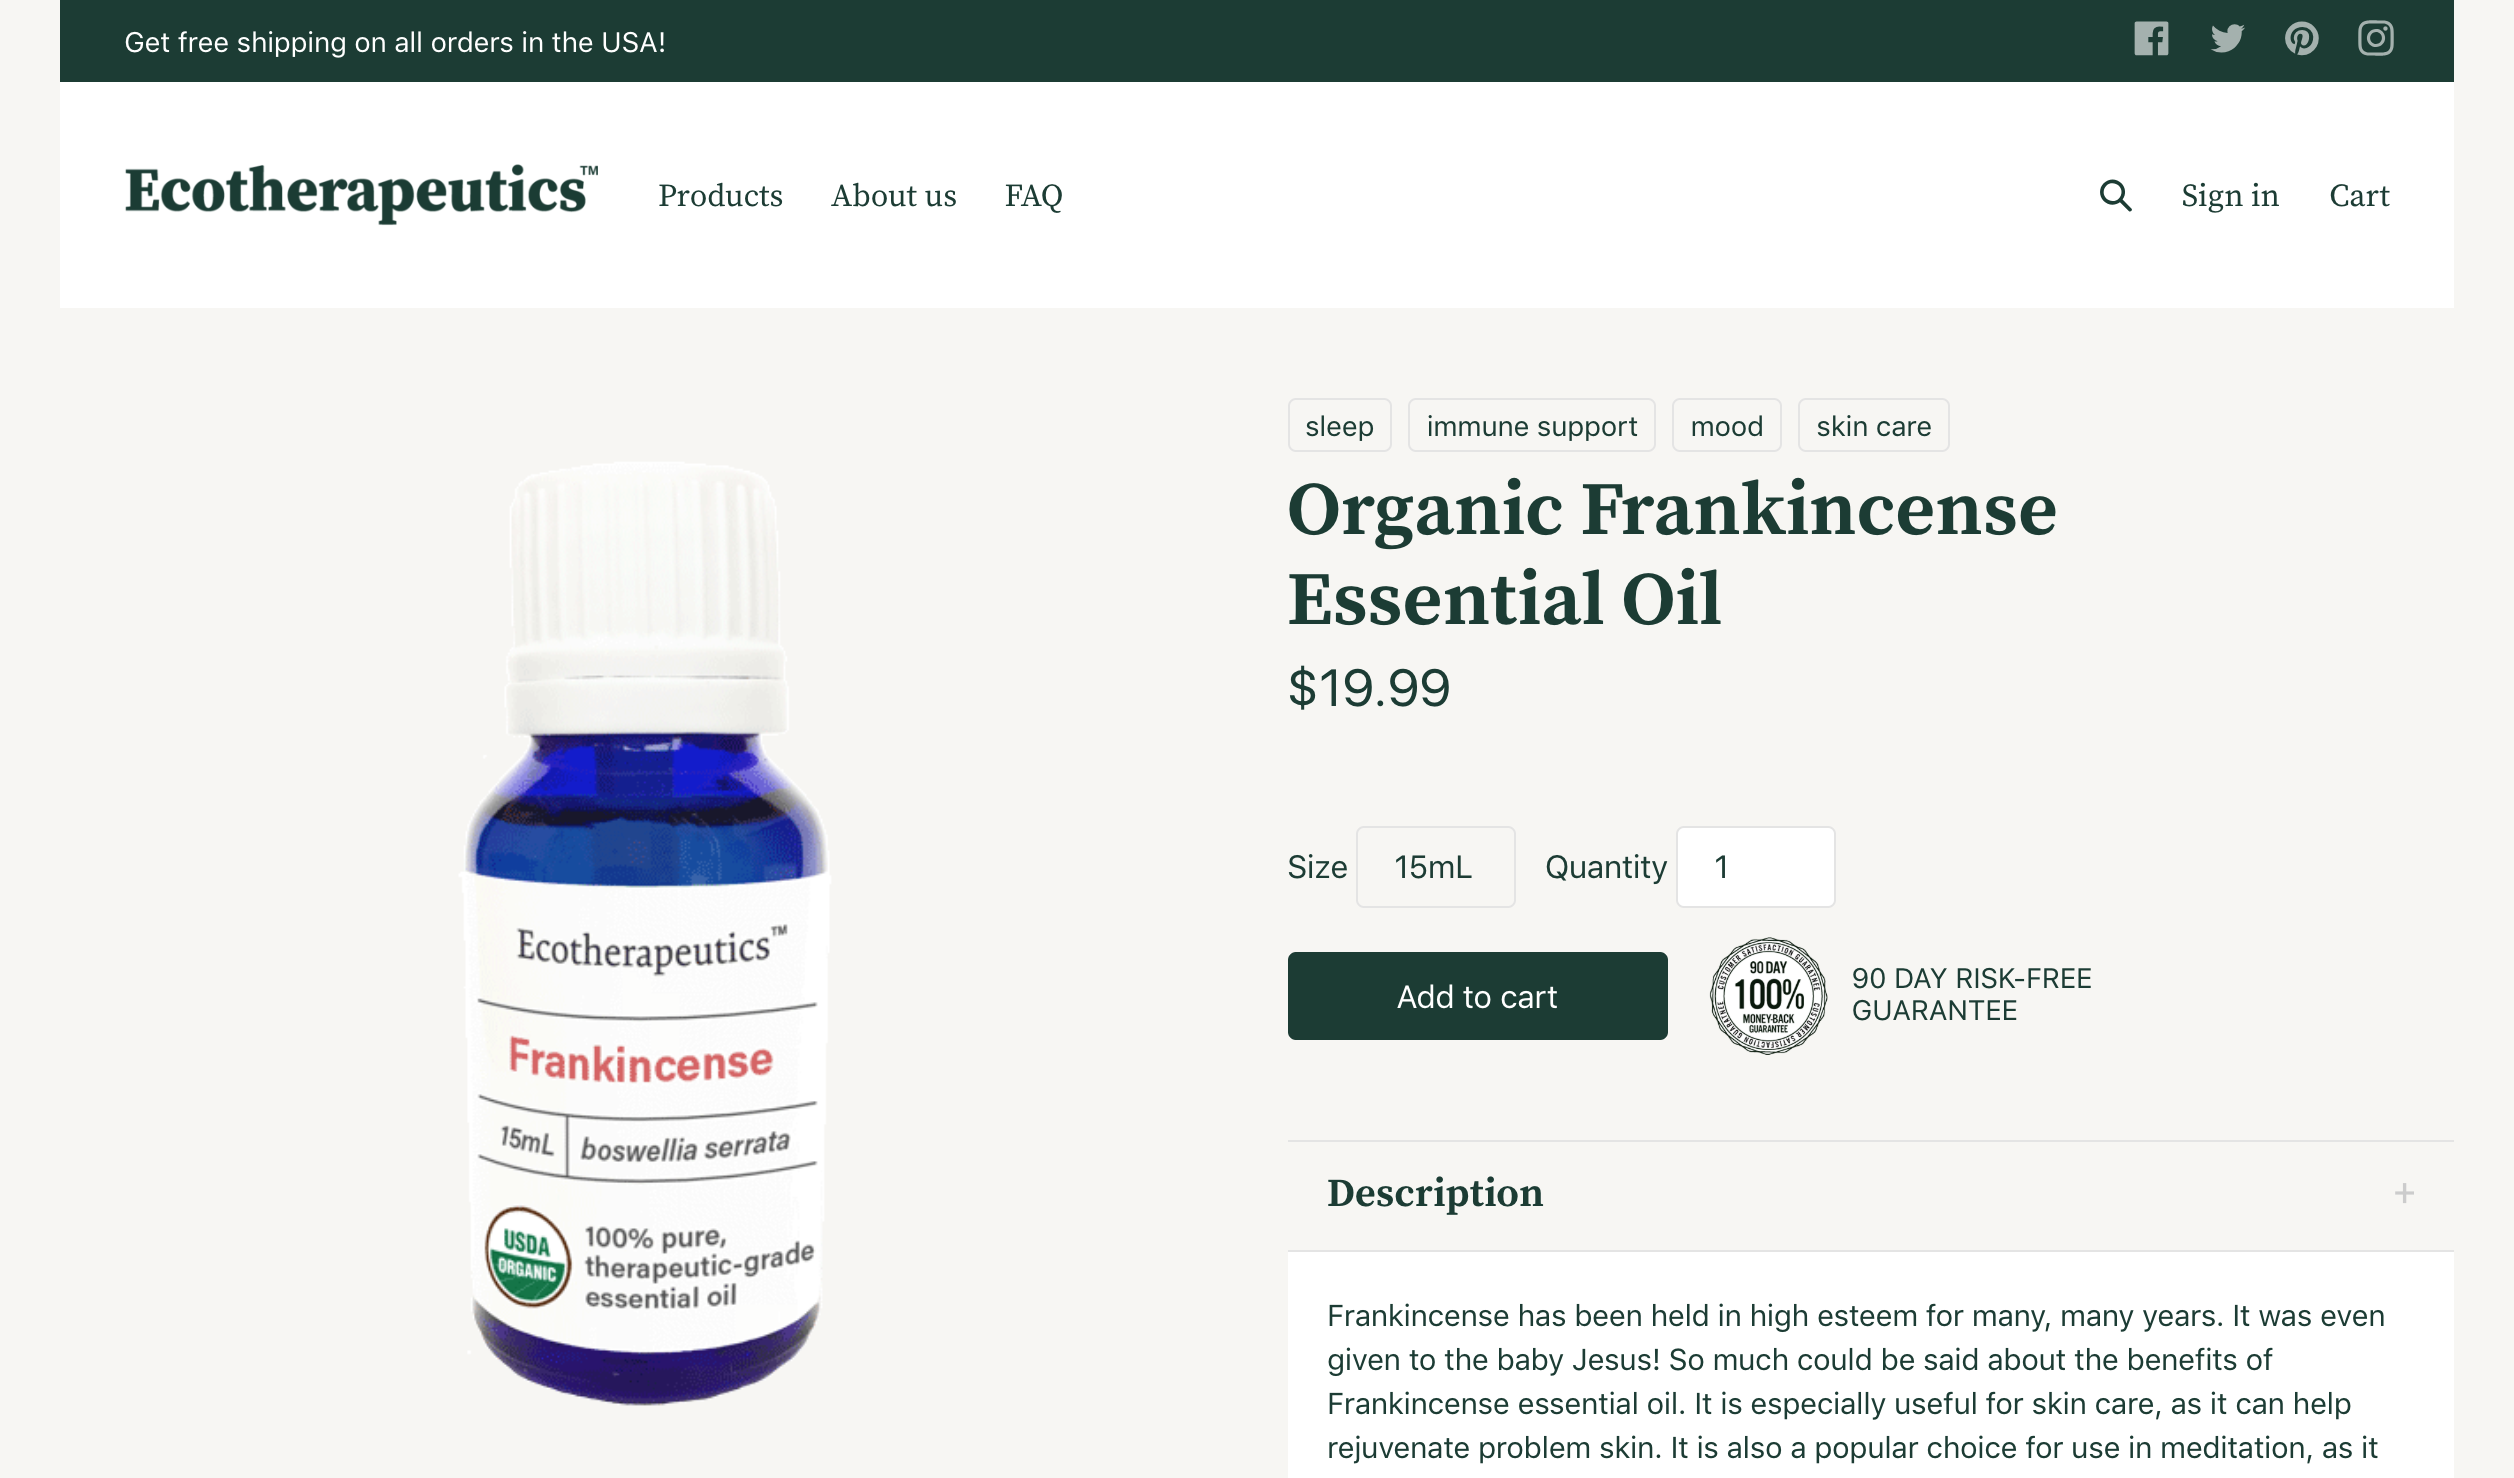 Get free shipping on all orders in the USA!
Ecotherapeutics™
Products
About us
FAQ
Sign in
Cart
sleep
immune support
mood
skin care
Organic Frankincense
Essential Oil
$19.99
Size
15mL
Quantity
1
Add to cart
CUSTOMER SATISFACTION GUARANTEE
90 DAY
100%
MONEY-BACK
GUARANTEE
CUSTOMER SATISFACTION GUARANTEE
90 DAY RISK-FREE
GUARANTEE
Ecotherapeutics™
Frankincense
15mL
boswellia serrata
USDA
ORGANIC
100% pure,
therapeutic-grade
essential oil
Description
+
Frankincense has been held in high esteem for many, many years. It was even
given to the baby Jesus! So much could be said about the benefits of
Frankincense essential oil. It is especially useful for skin care, as it can help
rejuvenate problem skin. It is also a popular choice for use in meditation, as it